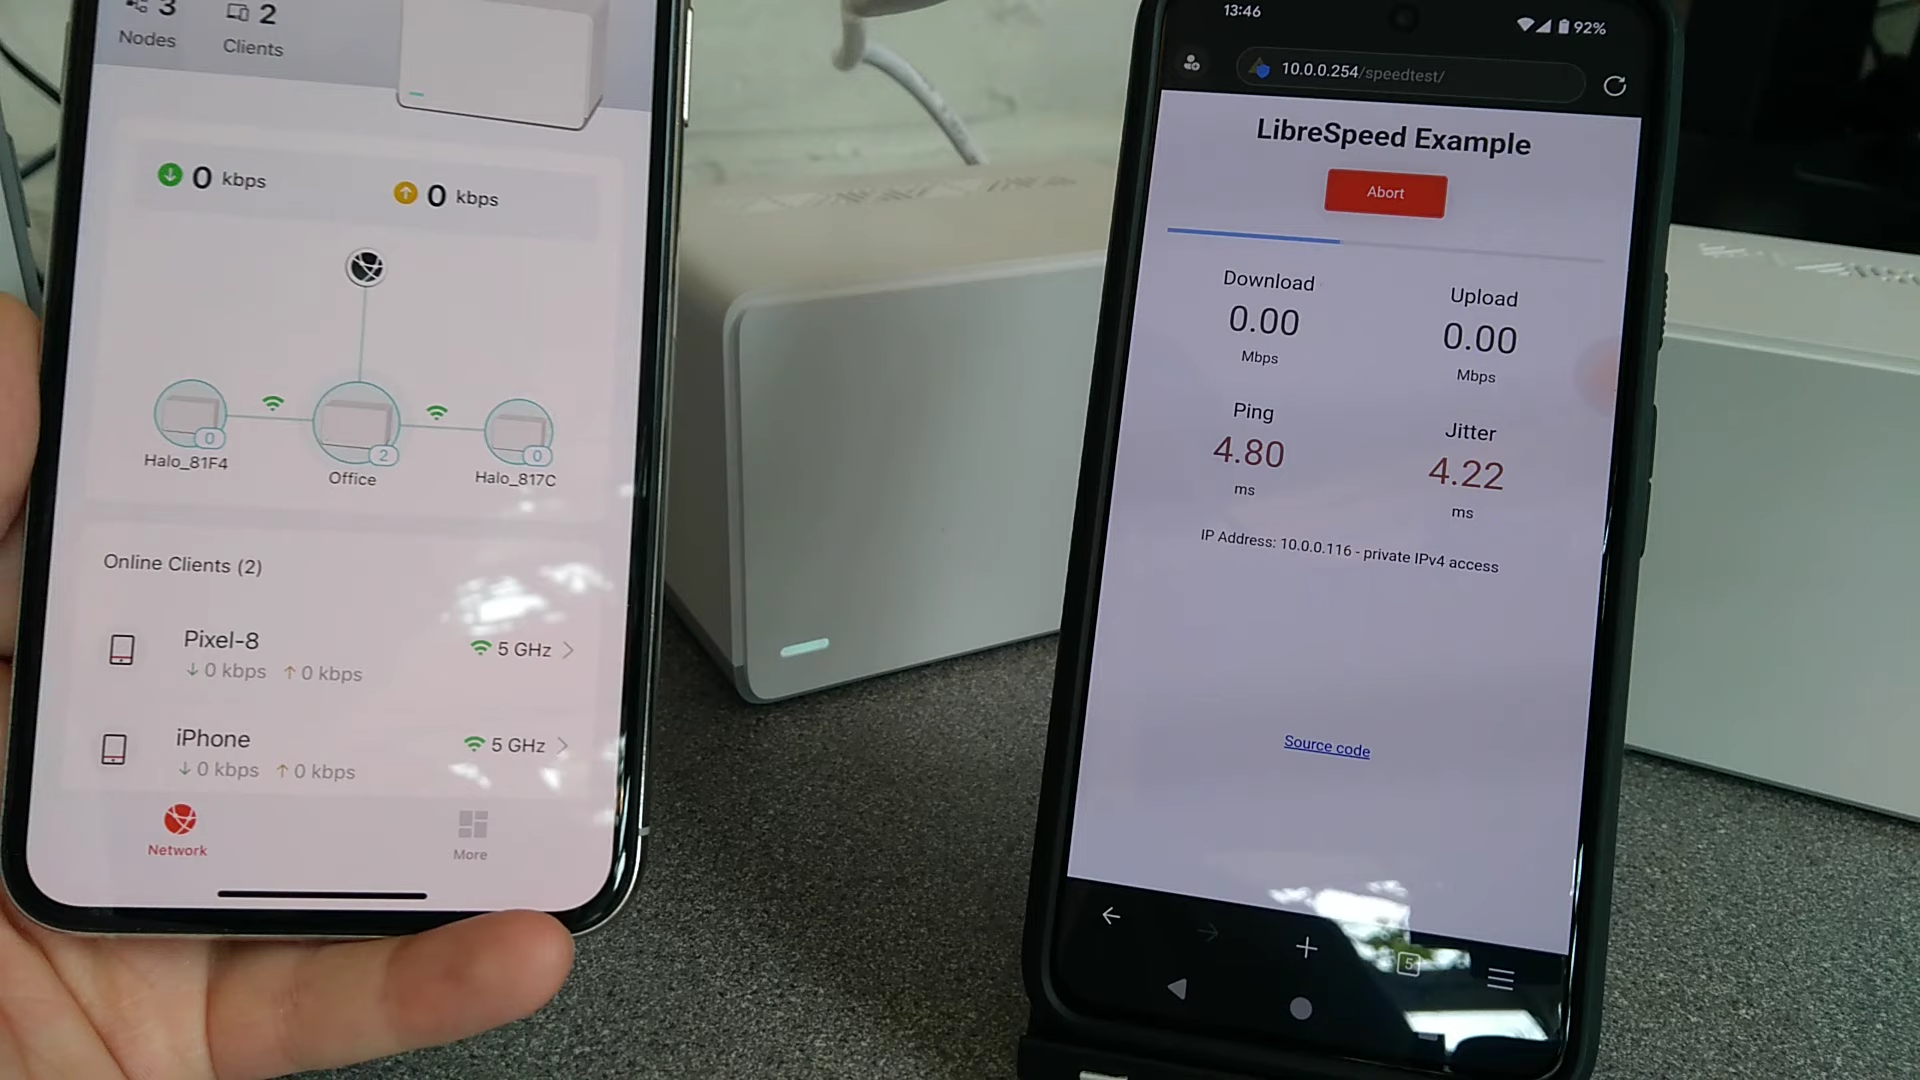 3
2
Nodes
Clients
0 kbps
0 kbps
0
2
0
Halo_81F4
Office
Halo_817C
Online Clients (2)
Pixel-8
0 kbps
0 kbps
5 GHz
iPhone
0 kbps
0 kbps
5 GHz
Network
More
13:46
92%
10.0.0.254/speedtest/
LibreSpeed Example
Abort
Download
Upload
0.00
0.00
Mbps
Mbps
Ping
Jitter
4.80
4.22
ms
ms
IP Address: 10.0.0.116 - private IPv4 access
Source code
5